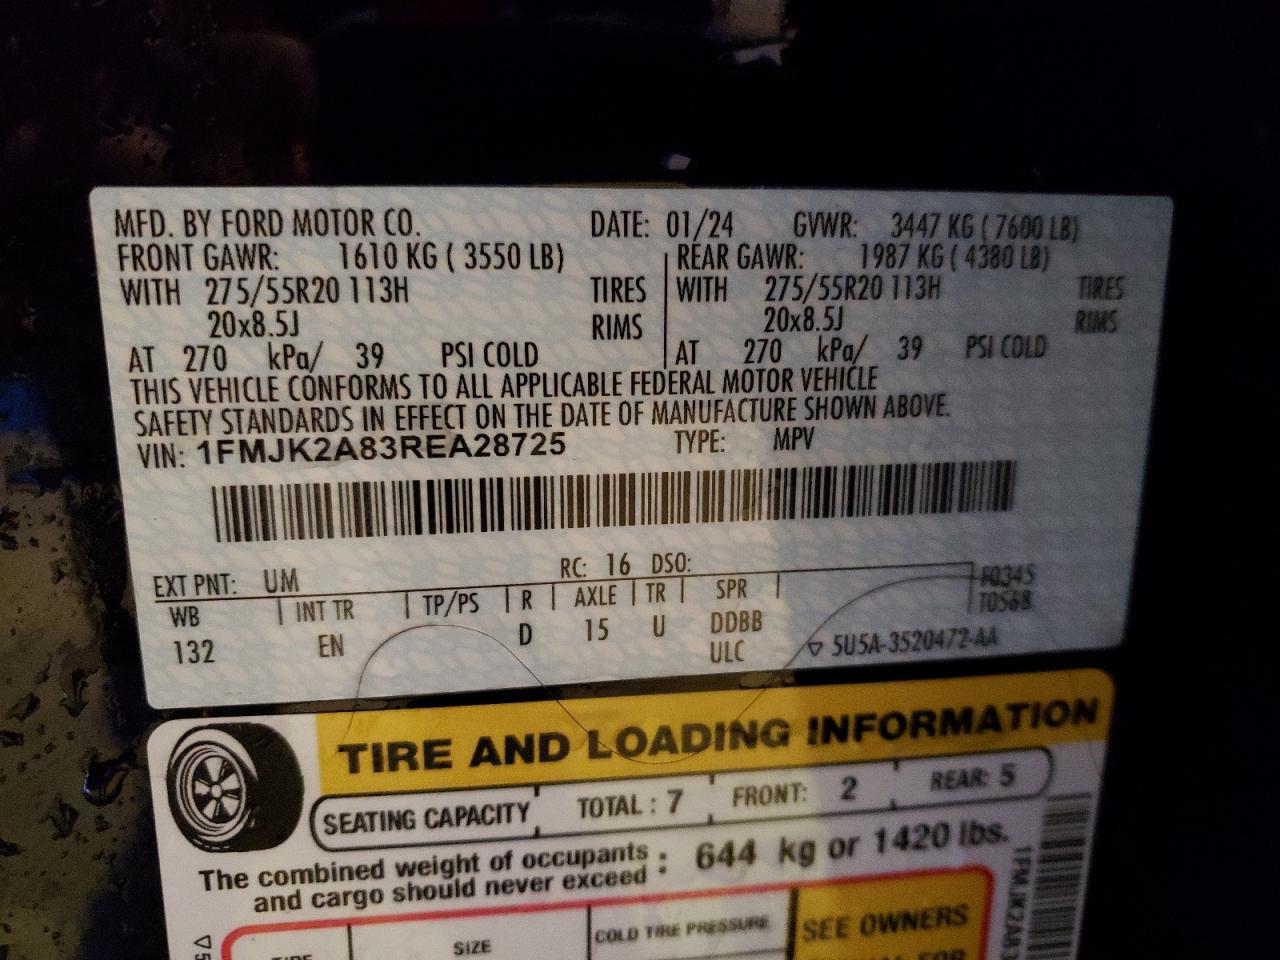 MFD. BY FORD MOTOR CO. DATE: 01/24 GVWR: 3447 KG ( 7600 LB)
FRONT GAWR: 1610 KG ( 3550 LB) REAR GAWR: 1987 KG ( 4380 LB)
WITH 275/55R20 113H TIRES WITH 275/55R20 113H TIRES
20x8.5J RIMS 20x8.5J RIMS
AT 270 kPa/ 39 PSI COLD AT 270 kPa/ 39 PSI COLD
THIS VEHICLE CONFORMS TO ALL APPLICABLE FEDERAL MOTOR VEHICLE
SAFETY STANDARDS IN EFFECT ON THE DATE OF MANUFACTURE SHOWN ABOVE.
VIN: 1FMJK2A83REA28725 TYPE: MPV
EXT PNT: UM RC: 16 DSO: F0345
WB INT TR TP/PS R AXLE TR SPR T0568
132 EN D 15 U DDBB
ULC ▽ 5U5A-3520472-AA
TIRE AND LOADING INFORMATION
SEATING CAPACITY TOTAL : 7 FRONT: 2 REAR: 5
The combined weight of occupants
and cargo should never exceed : 644 kg or 1420 lbs.
SIZE COLD TIRE PRESSURE SEE OWNERS
1FMJK2A8